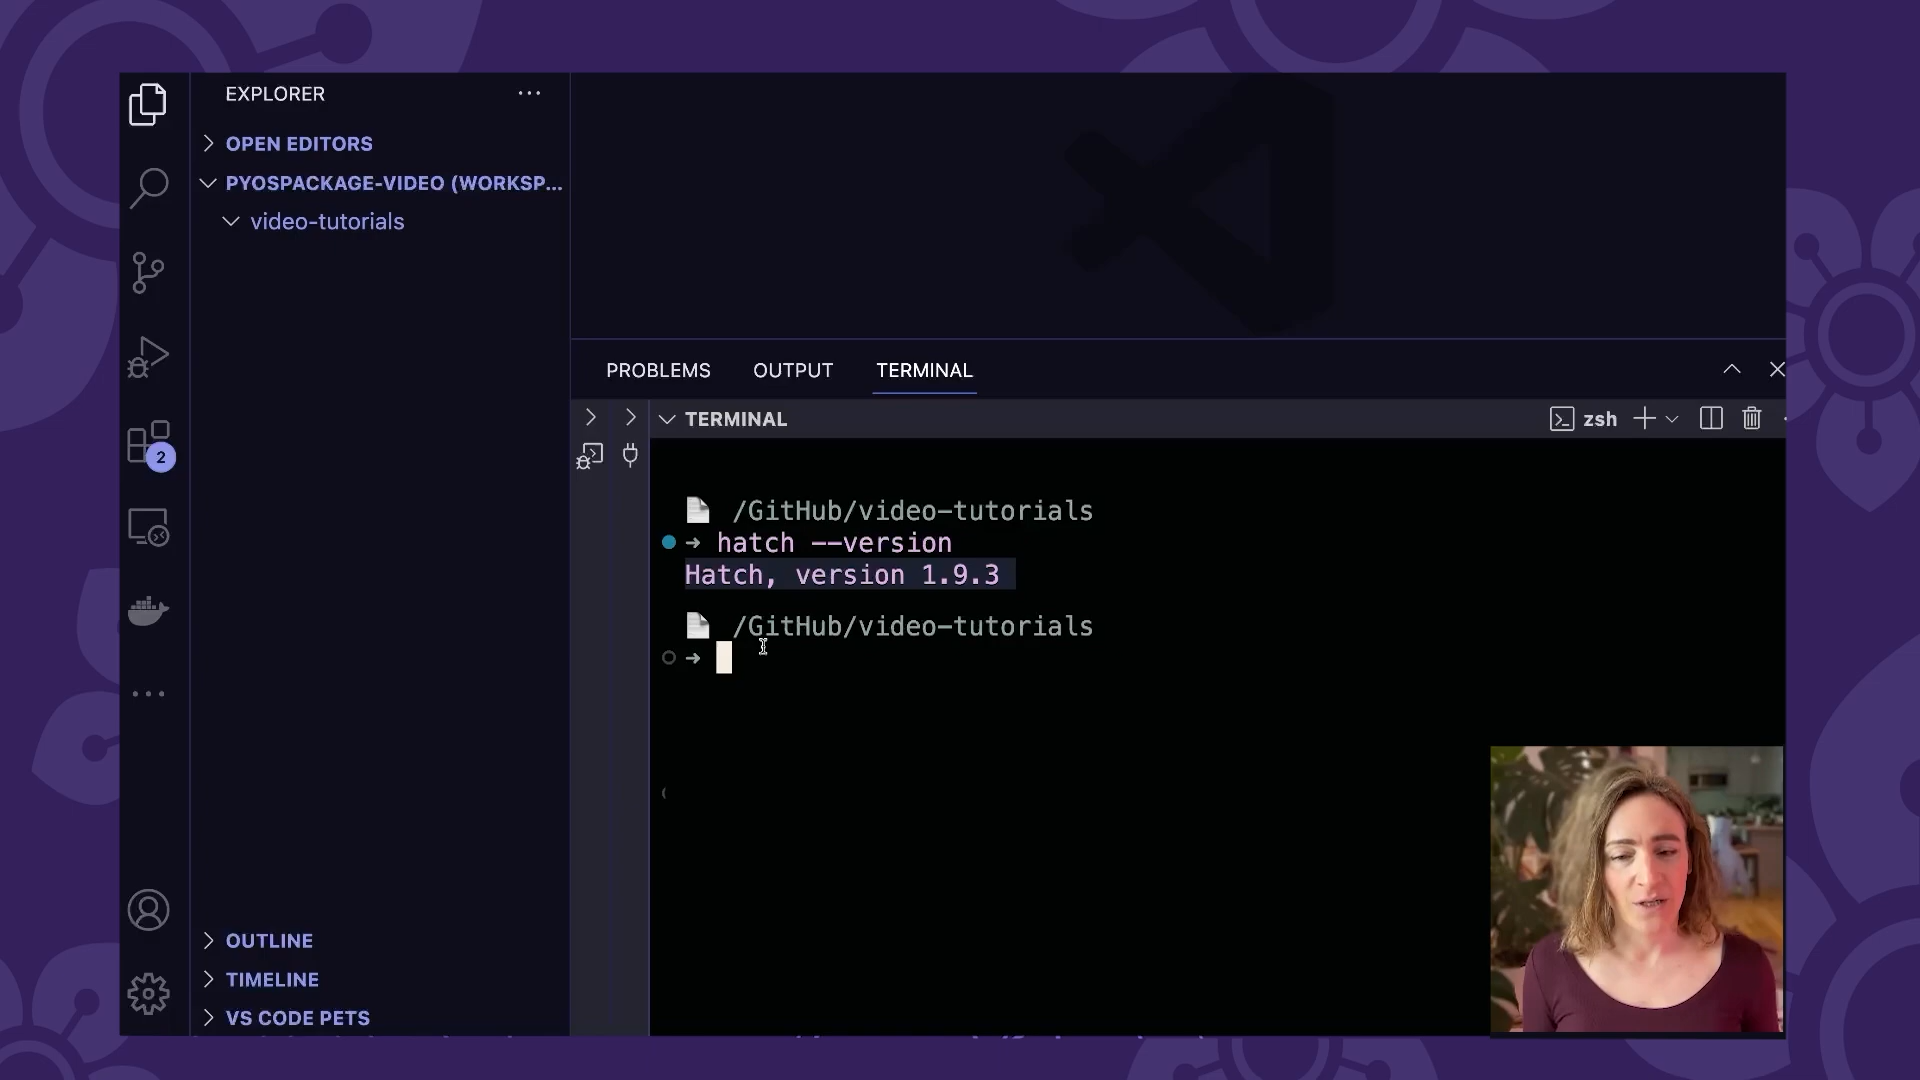 EXPLORER
OPEN EDITORS
PYOSPACKAGE-VIDEO (WORKSP...
video-tutorials
2
OUTLINE
TIMELINE
VS CODE PETS
PROBLEMS OUTPUT TERMINAL
TERMINAL
zsh
/GitHub/video-tutorials
➜ hatch --version
Hatch, version 1.9.3
/GitHub/video-tutorials
➜